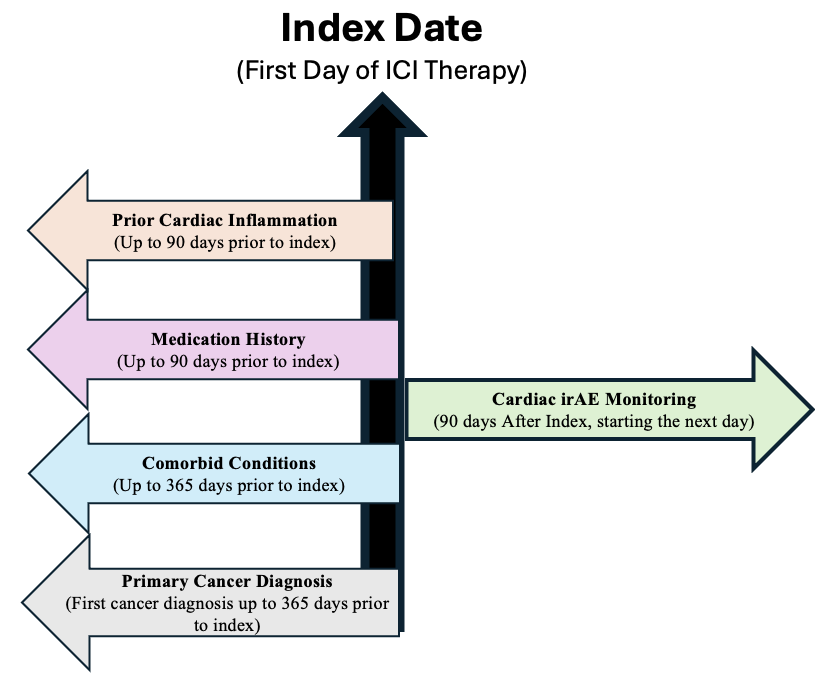 Index Date
(First Day of ICI Therapy)
Prior Cardiac Inflammation
(Up to 90 days prior to index)
Medication History
(Up to 90 days prior to index)
Cardiac irAE Monitoring
(90 days After Index, starting the next day)
Comorbid Conditions
(Up to 365 days prior to index)
Primary Cancer Diagnosis
(First cancer diagnosis up to 365 days prior
to index)